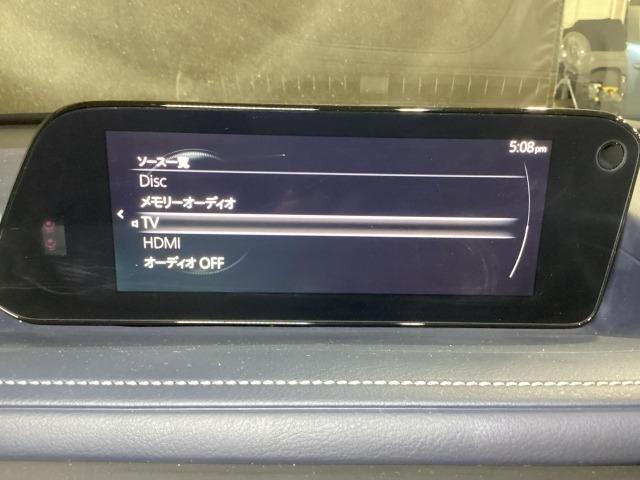 5:08pm
ソース一覧
Disc
メモリーオーディオ
TV
HDMI
オーディオ OFF